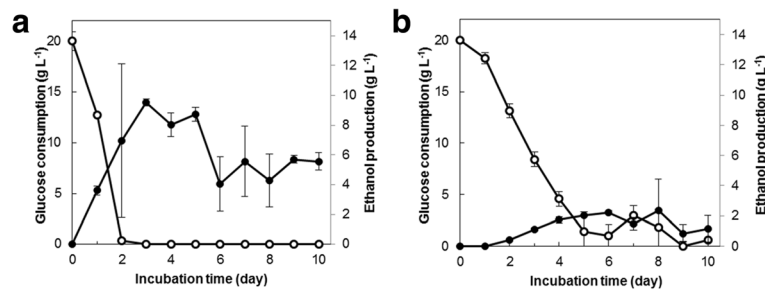 a
Glucose consumption (g L⁻¹)
20
15
10
5
0
14
12
10
8
6
4
2
0
Ethanol production (g L⁻¹)
0 2 4 6 8 10
Incubation time (day)
b
Glucose consumption (g L⁻¹)
20
15
10
5
0
14
12
10
8
6
4
2
0
Ethanol production (g L⁻¹)
0 2 4 6 8 10
Incubation time (day)